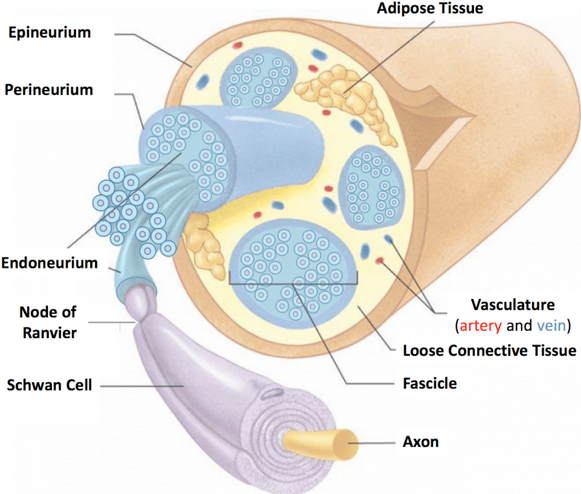 Adipose Tissue
Epineurium
Perineurium
Endoneurium
Node of
Ranvier
Schwan Cell
Vasculature
(artery and vein)
Loose Connective Tissue
Fascicle
Axon